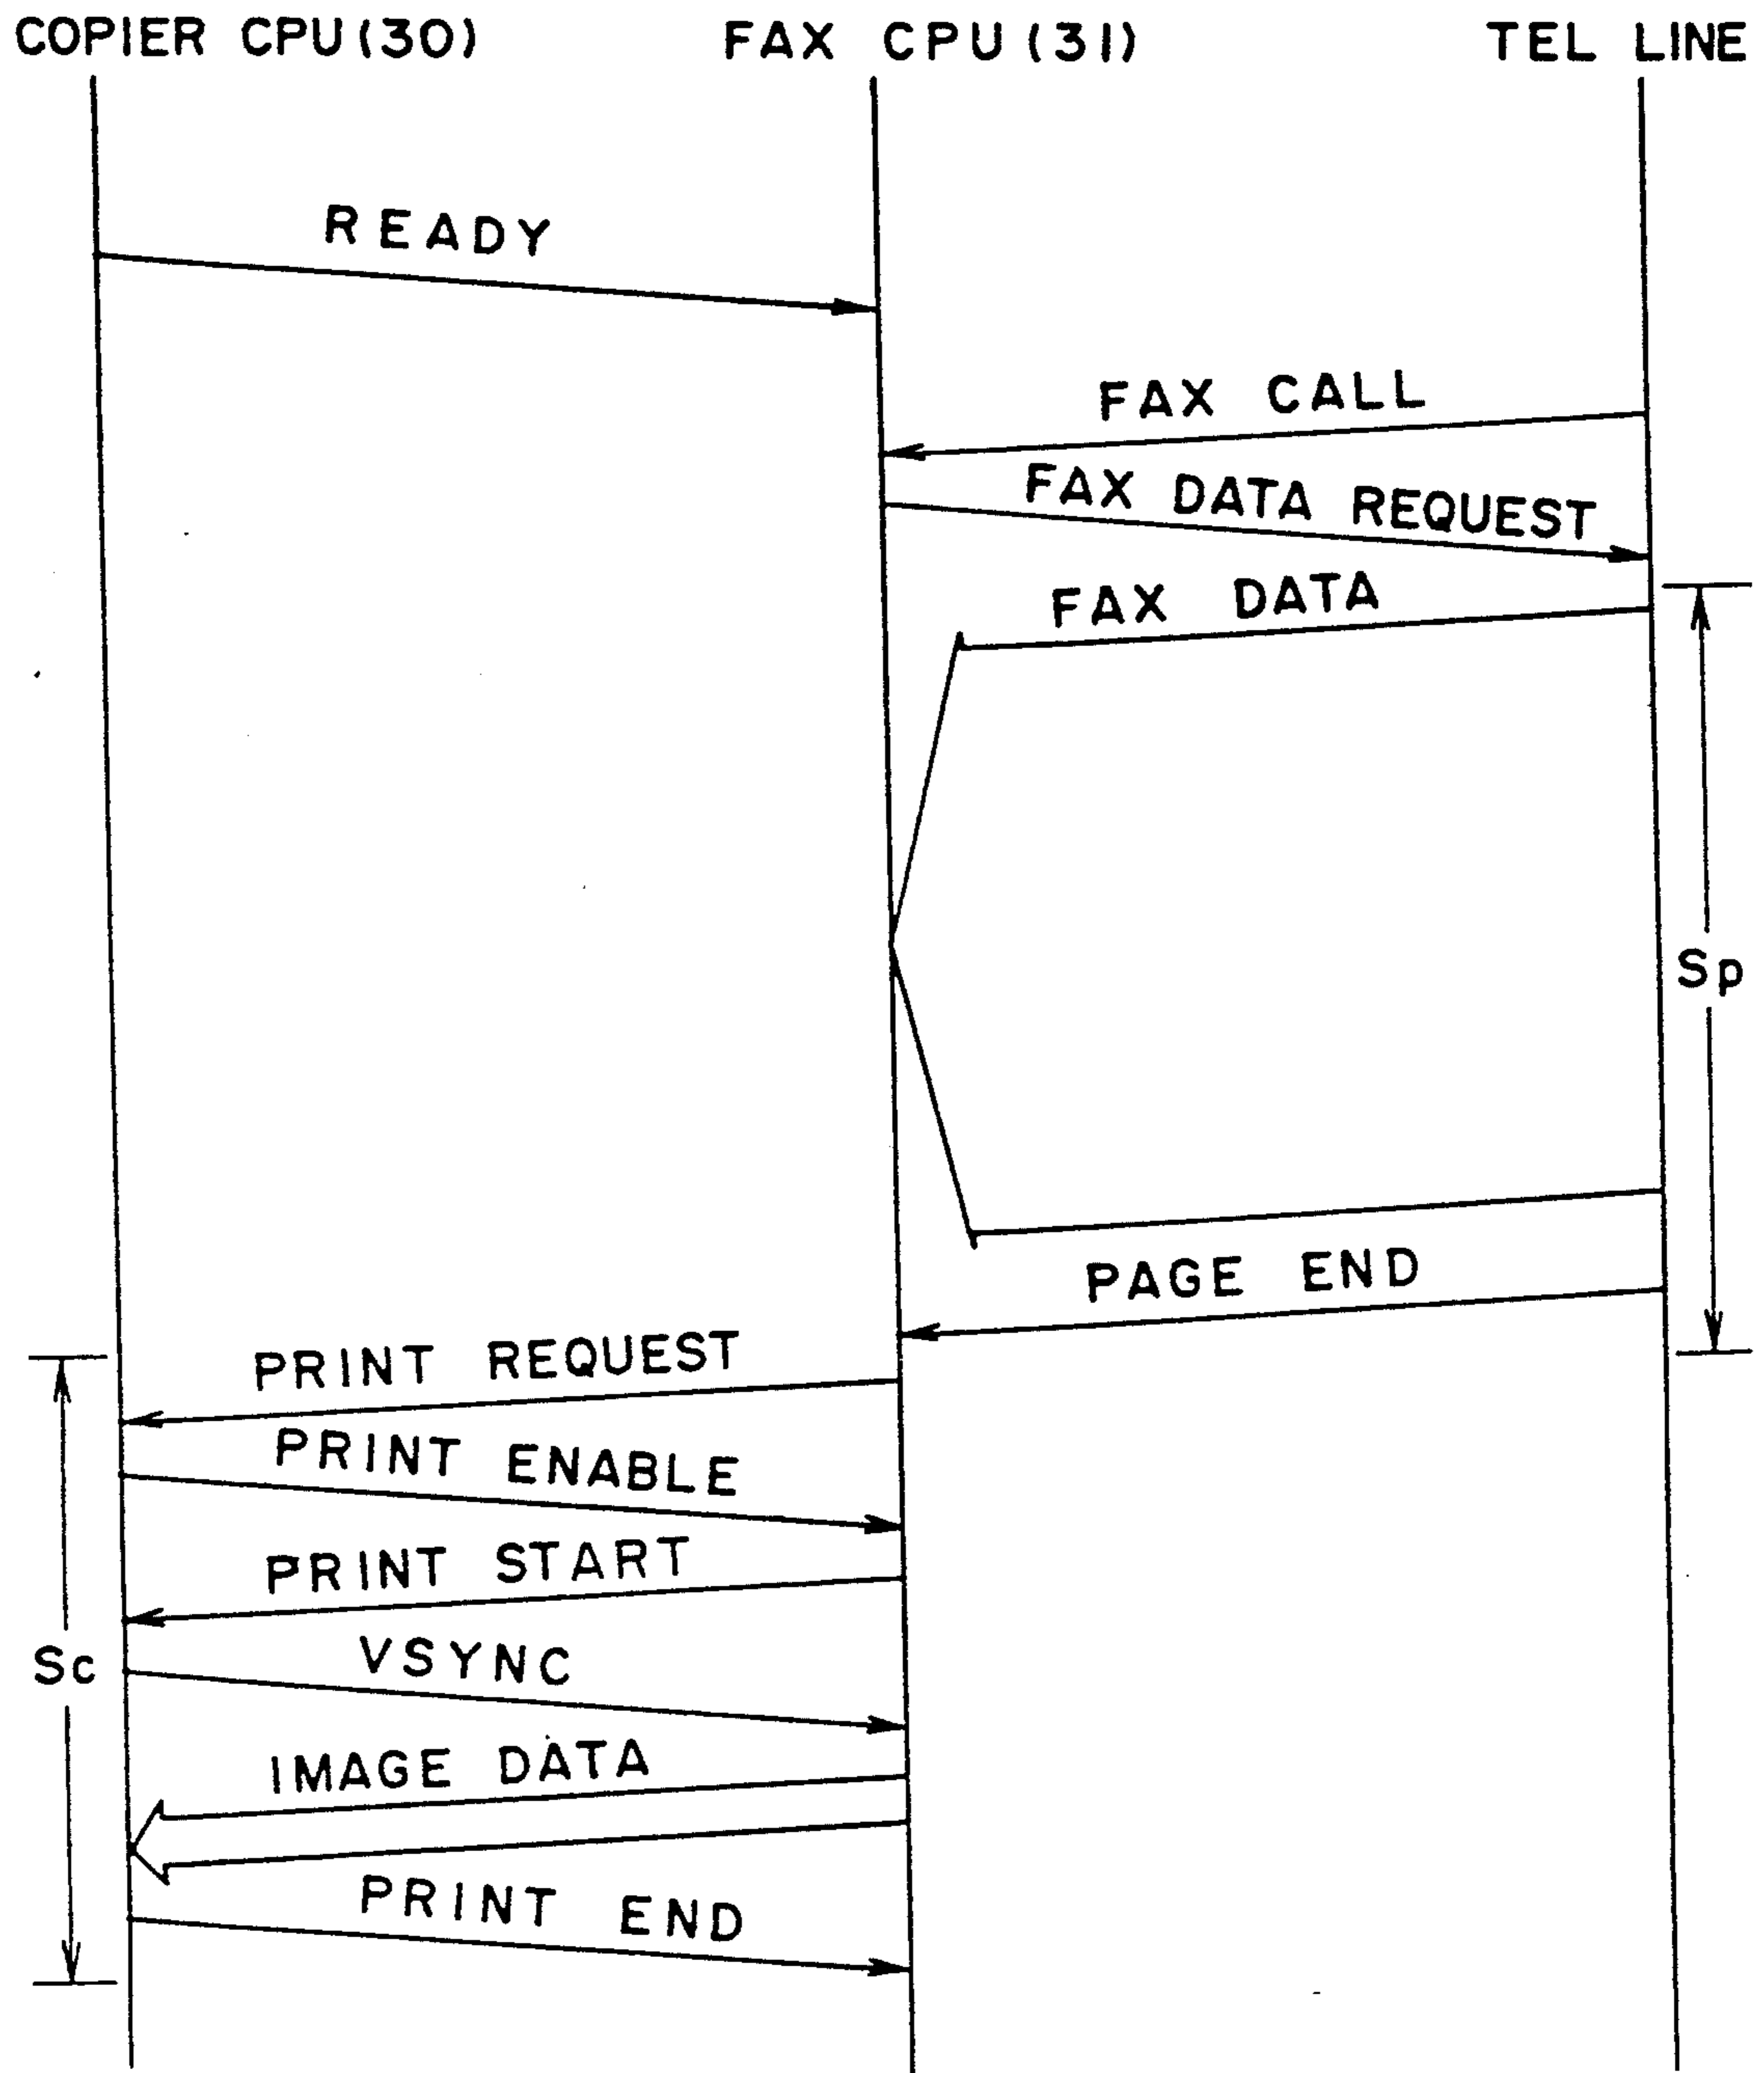 COPIER CPU(30) FAX CPU(31) TEL LINE
READY
FAX CALL
FAX DATA REQUEST
FAX DATA
Sp
PAGE END
PRINT REQUEST
PRINT ENABLE
PRINT START
Sc
VSYNC
IMAGE DATA
PRINT END